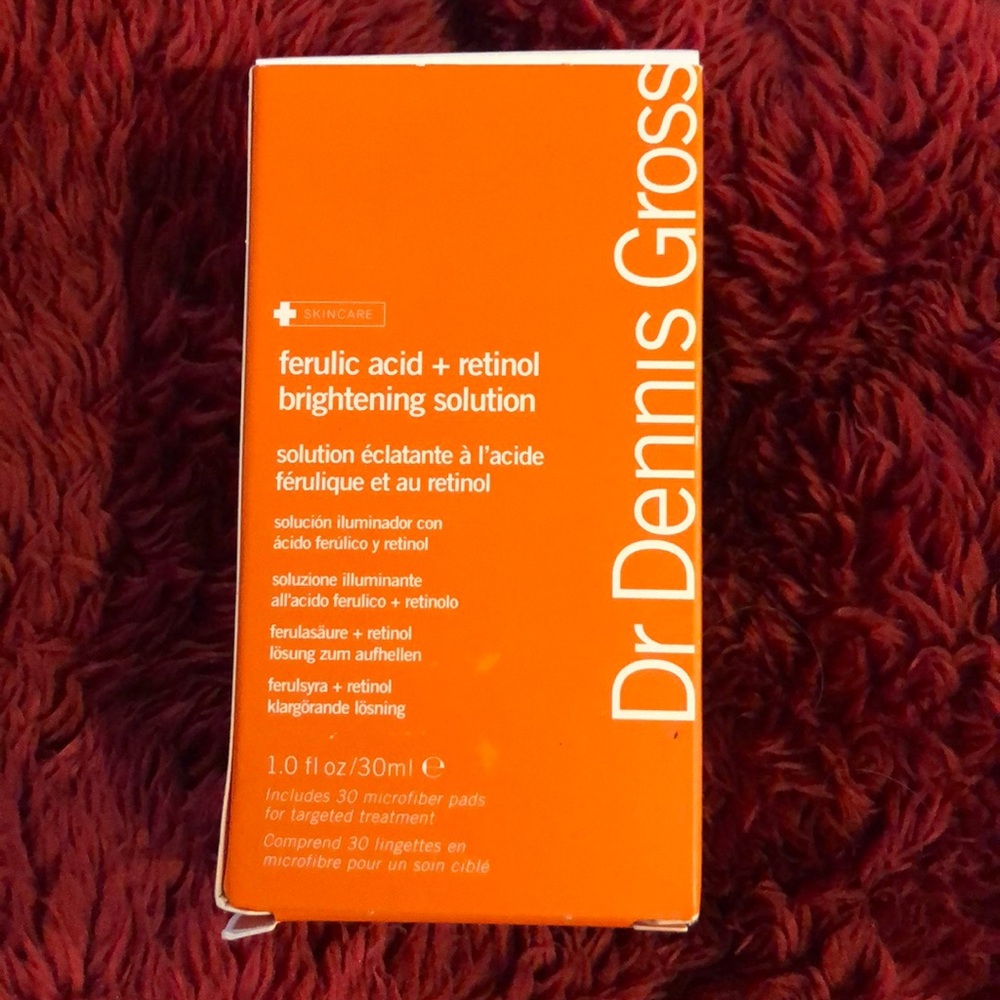 Dr Dennis Gross
SKINCARE
ferulic acid + retinol
brightening solution
solution éclatante à l'acide
férulique et au retinol
solución iluminador con
ácido ferúlico y retinol
soluzione illuminante
all'acido ferulico + retinolo
ferulasäure + retinol
lösung zum aufhellen
ferulsyra + retinol
klargörande lösning
1.0 fl oz/30ml ℮
Includes 30 microfiber pads
for targeted treatment
Comprend 30 lingettes en
microfibre pour un soin ciblé